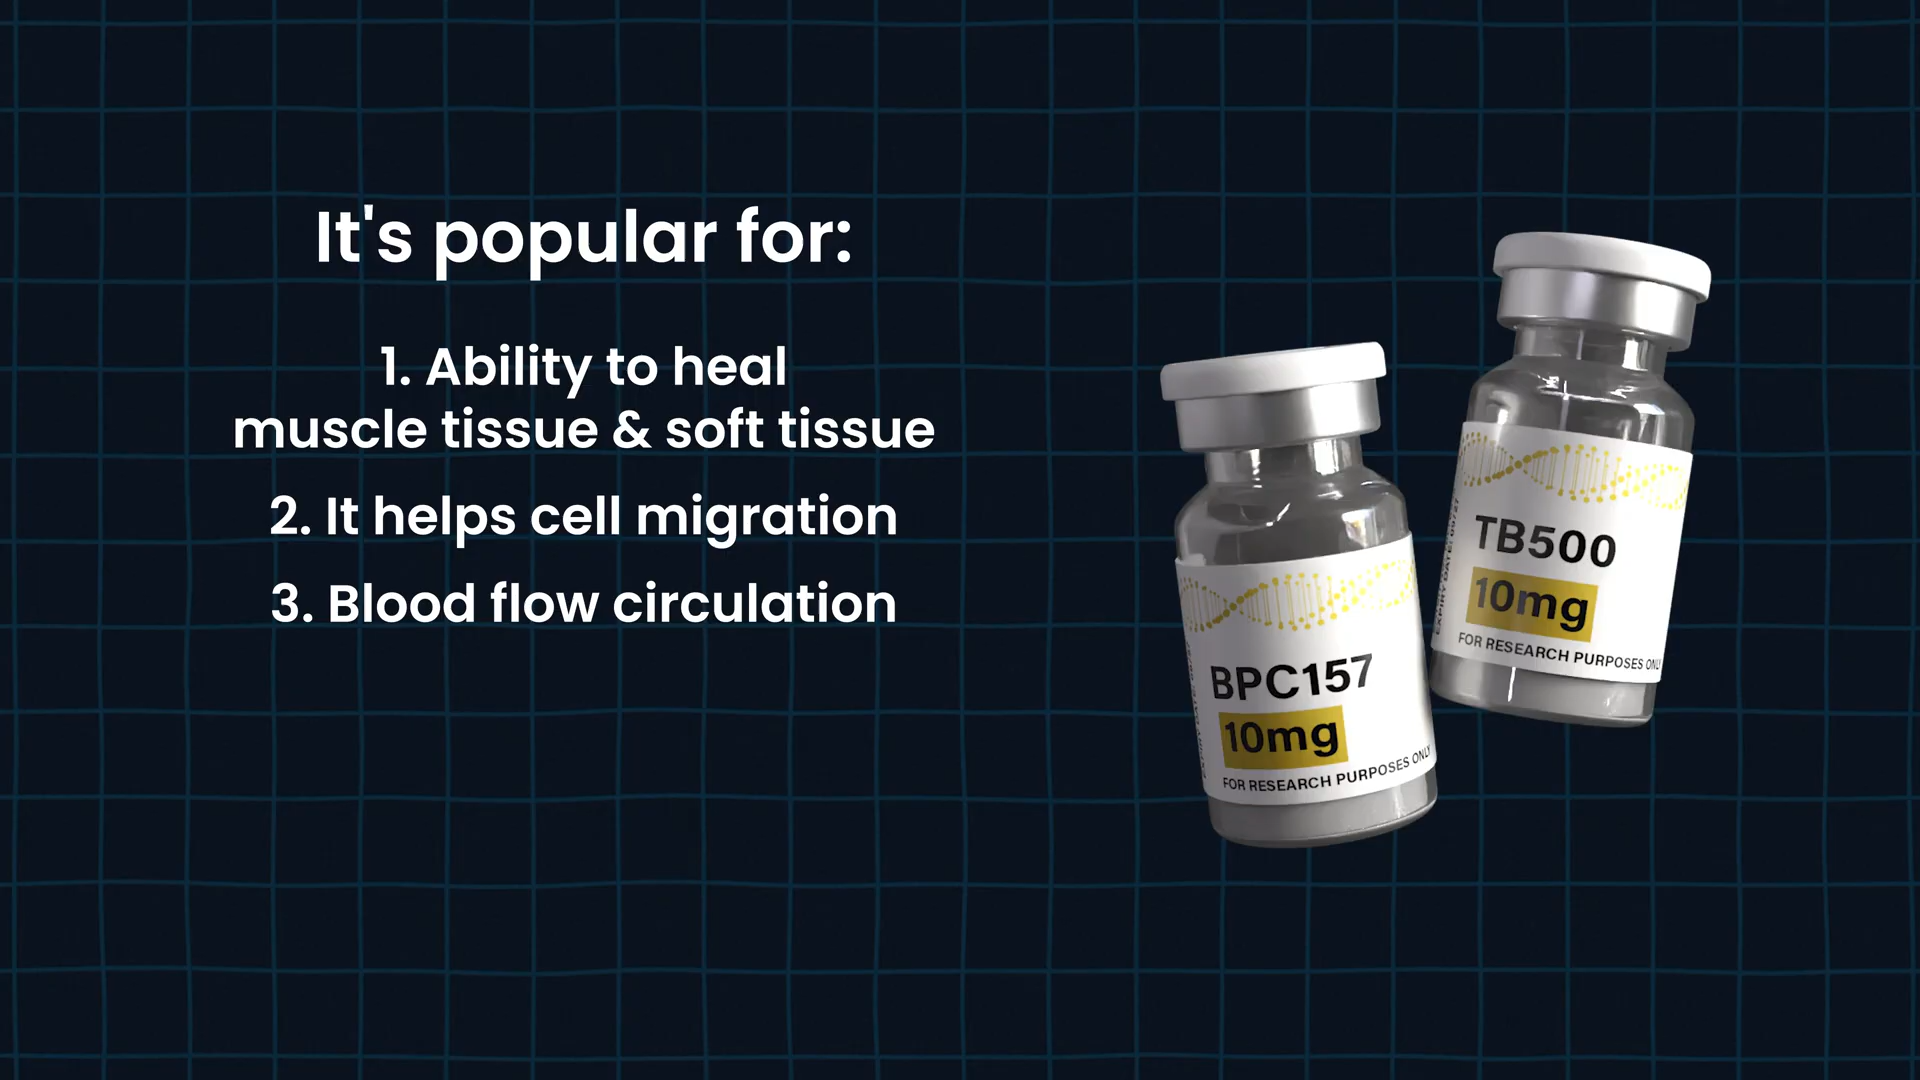 It's popular for:
1. Ability to heal
muscle tissue & soft tissue
2. It helps cell migration
3. Blood flow circulation
BPC157
10mg
FOR RESEARCH PURPOSES ONLY
TB500
10mg
FOR RESEARCH PURPOSES ONLY